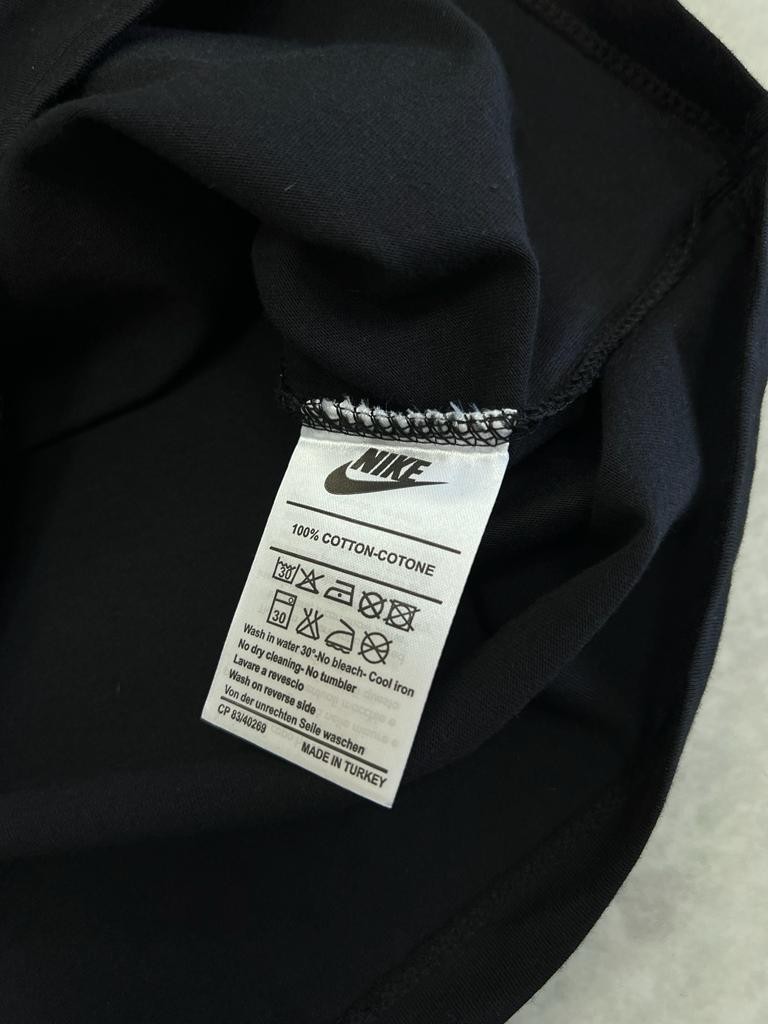 NIKE
100% COTTON-COTONE
30
30
Wash in water 30°-No bleach- Cool iron
No dry cleaning- No tumbler
Lavare a revescio
Wash on reverse side
Von der unrechten Seile waschen
CP 83/40269
MADE IN TURKEY